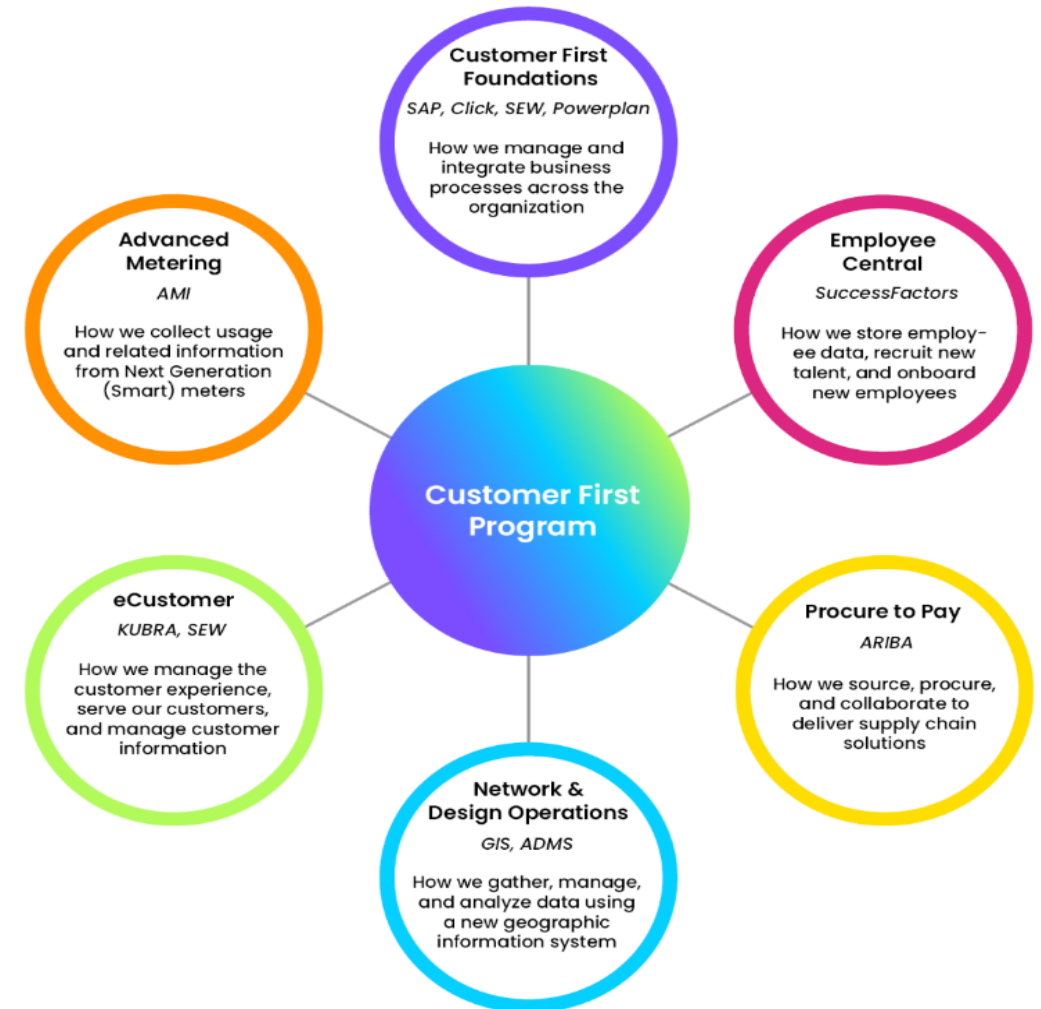 Customer First
Foundations
SAP, Click, SEW, Powerplan
How we manage and
integrate business
processes across the
organization
Advanced
Metering
AMI
How we collect usage
and related information
from Next Generation
(Smart) meters
Employee
Central
SuccessFactors
How we store employ-
ee data, recruit new
talent, and onboard
new employees
Customer First
Program
eCustomer
KUBRA, SEW
How we manage the
customer experience,
serve our customers,
and manage customer
information
Procure to Pay
ARIBA
How we source, procure,
and collaborate to
deliver supply chain
solutions
Network &
Design Operations
GIS, ADMS
How we gather, manage,
and analyze data using
a new geographic
information system